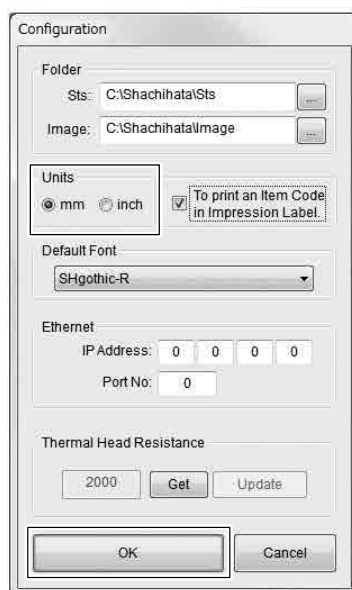 Configuration
Folder
Sts: C:\Shachihata\Sts ...
Image: C:\Shachihata\Image ...
Units
mm inch
To print an Item Code
in Impression Label.
Default Font
SHgothic-R
Ethernet
IP Address: 0 0 0 0
Port No: 0
Thermal Head Resistance
2000 Get Update
OK Cancel